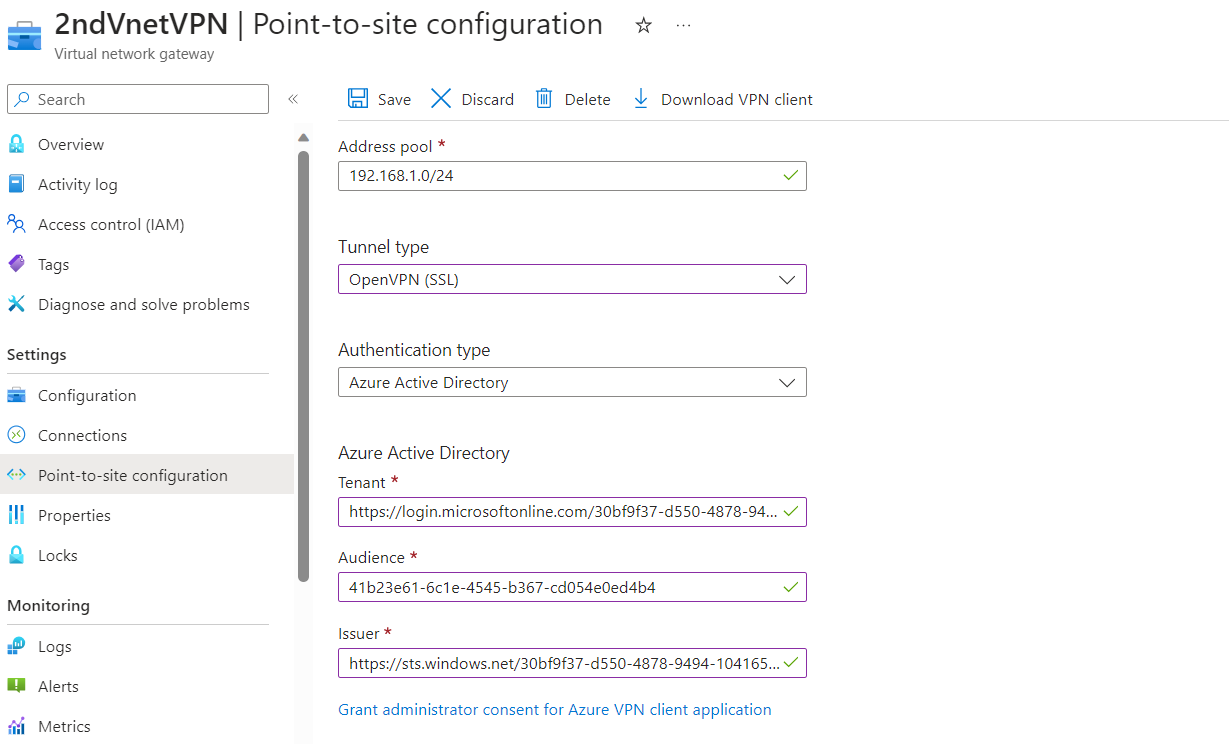 2ndVnetVPN | Point-to-site configuration
Virtual network gateway
Search
Overview
Activity log
Access control (IAM)
Tags
Diagnose and solve problems
Settings
Configuration
Connections
Point-to-site configuration
Properties
Locks
Monitoring
Logs
Alerts
Metrics
Save Discard Delete Download VPN client
Address pool *
192.168.1.0/24
Tunnel type
OpenVPN (SSL)
Authentication type
Azure Active Directory
Azure Active Directory
Tenant *
https://login.microsoftonline.com/30bf9f37-d550-4878-94...
Audience *
41b23e61-6c1e-4545-b367-cd054e0ed4b4
Issuer *
https://sts.windows.net/30bf9f37-d550-4878-9494-104165...
Grant administrator consent for Azure VPN client application